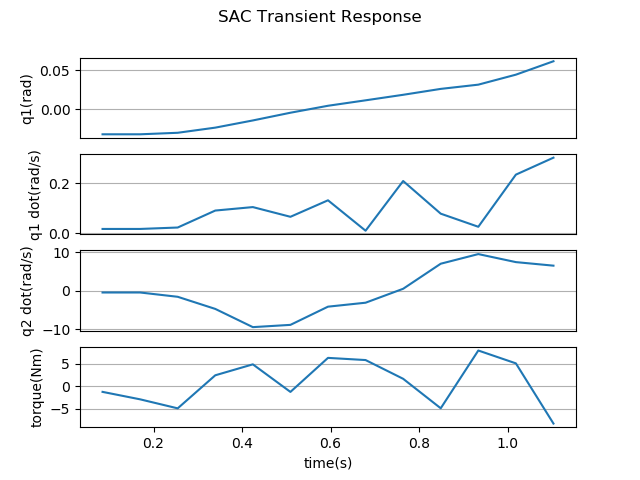 SAC Transient Response
0.05
0.00
q1(rad)
0.2
0.0
q1 dot(rad/s)
10
0
−10
q2 dot(rad/s)
5
0
−5
torque(Nm)
0.2 0.4 0.6 0.8 1.0
time(s)